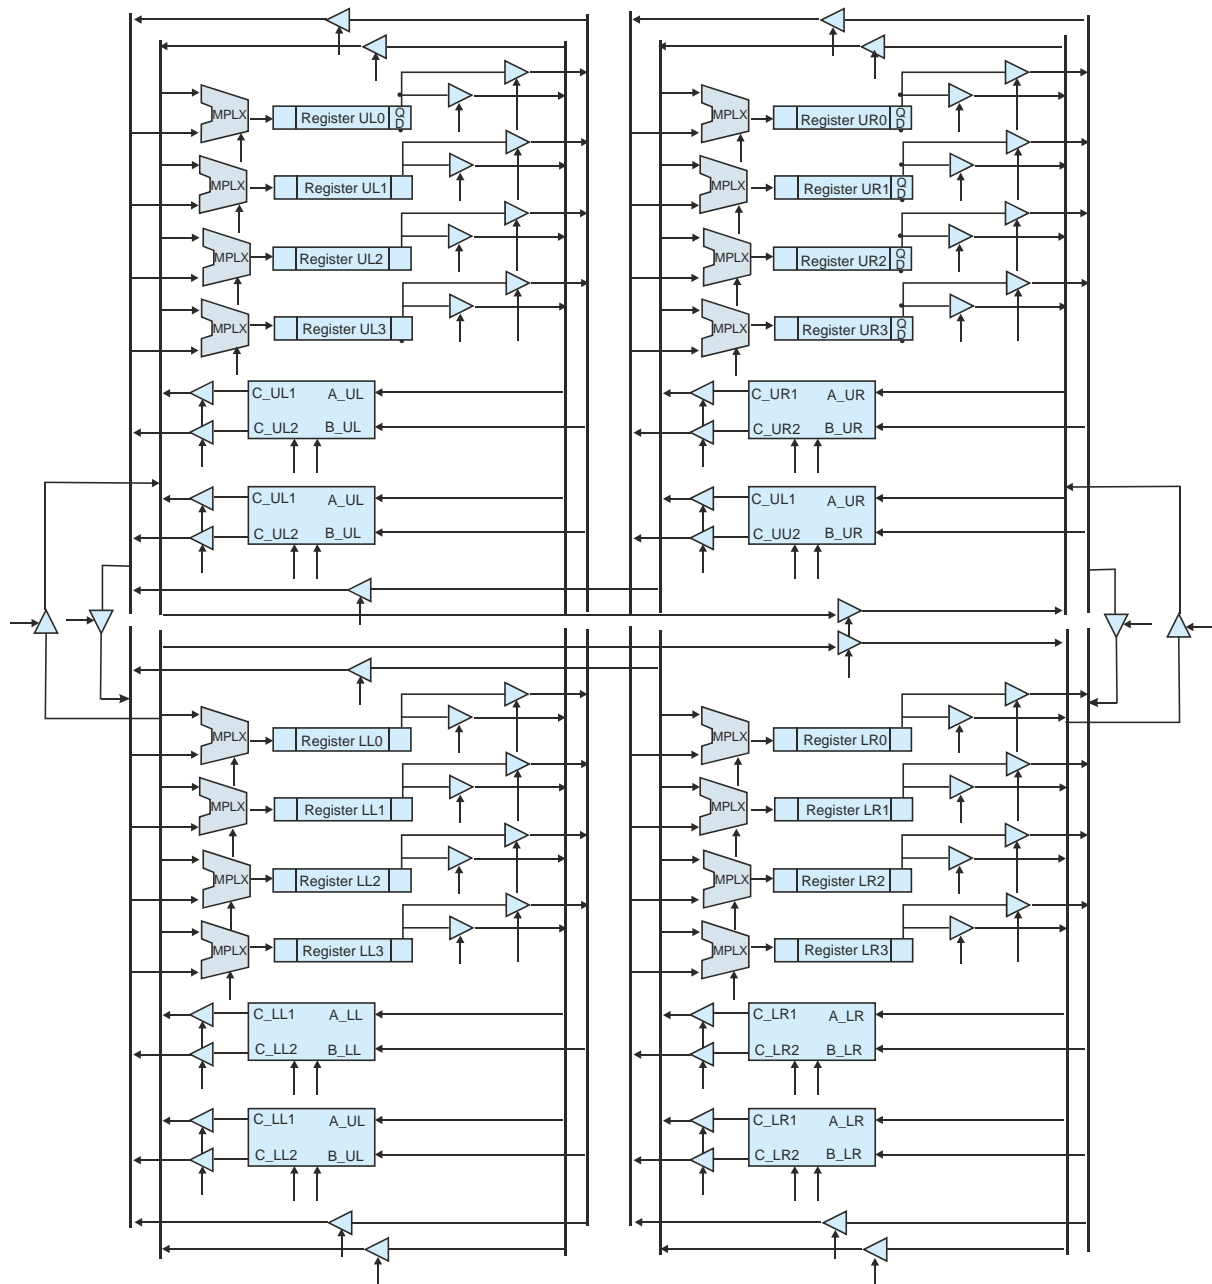 MPLX Register UL0 Q D
MPLX Register UR0 Q D
MPLX Register UL1
MPLX Register UR1 Q D
MPLX Register UL2
MPLX Register UR2 Q D
MPLX Register UL3
MPLX Register UR3 Q D
C_UL1 A_UL
C_UR1 A_UR
C_UL2 B_UL
C_UR2 B_UR
C_UL1 A_UL
C_UL1 A_UR
C_UL2 B_UL
C_UU2 B_UR
MPLX Register LL0
MPLX Register LR0
MPLX Register LL1
MPLX Register LR1
MPLX Register LL2
MPLX Register LR2
MPLX Register LL3
MPLX Register LR3
C_LL1 A_LL
C_LR1 A_LR
C_LL2 B_LL
C_LR2 B_LR
C_LL1 A_UL
C_LR1 A_LR
C_LL2 B_UL
C_LR2 B_LR